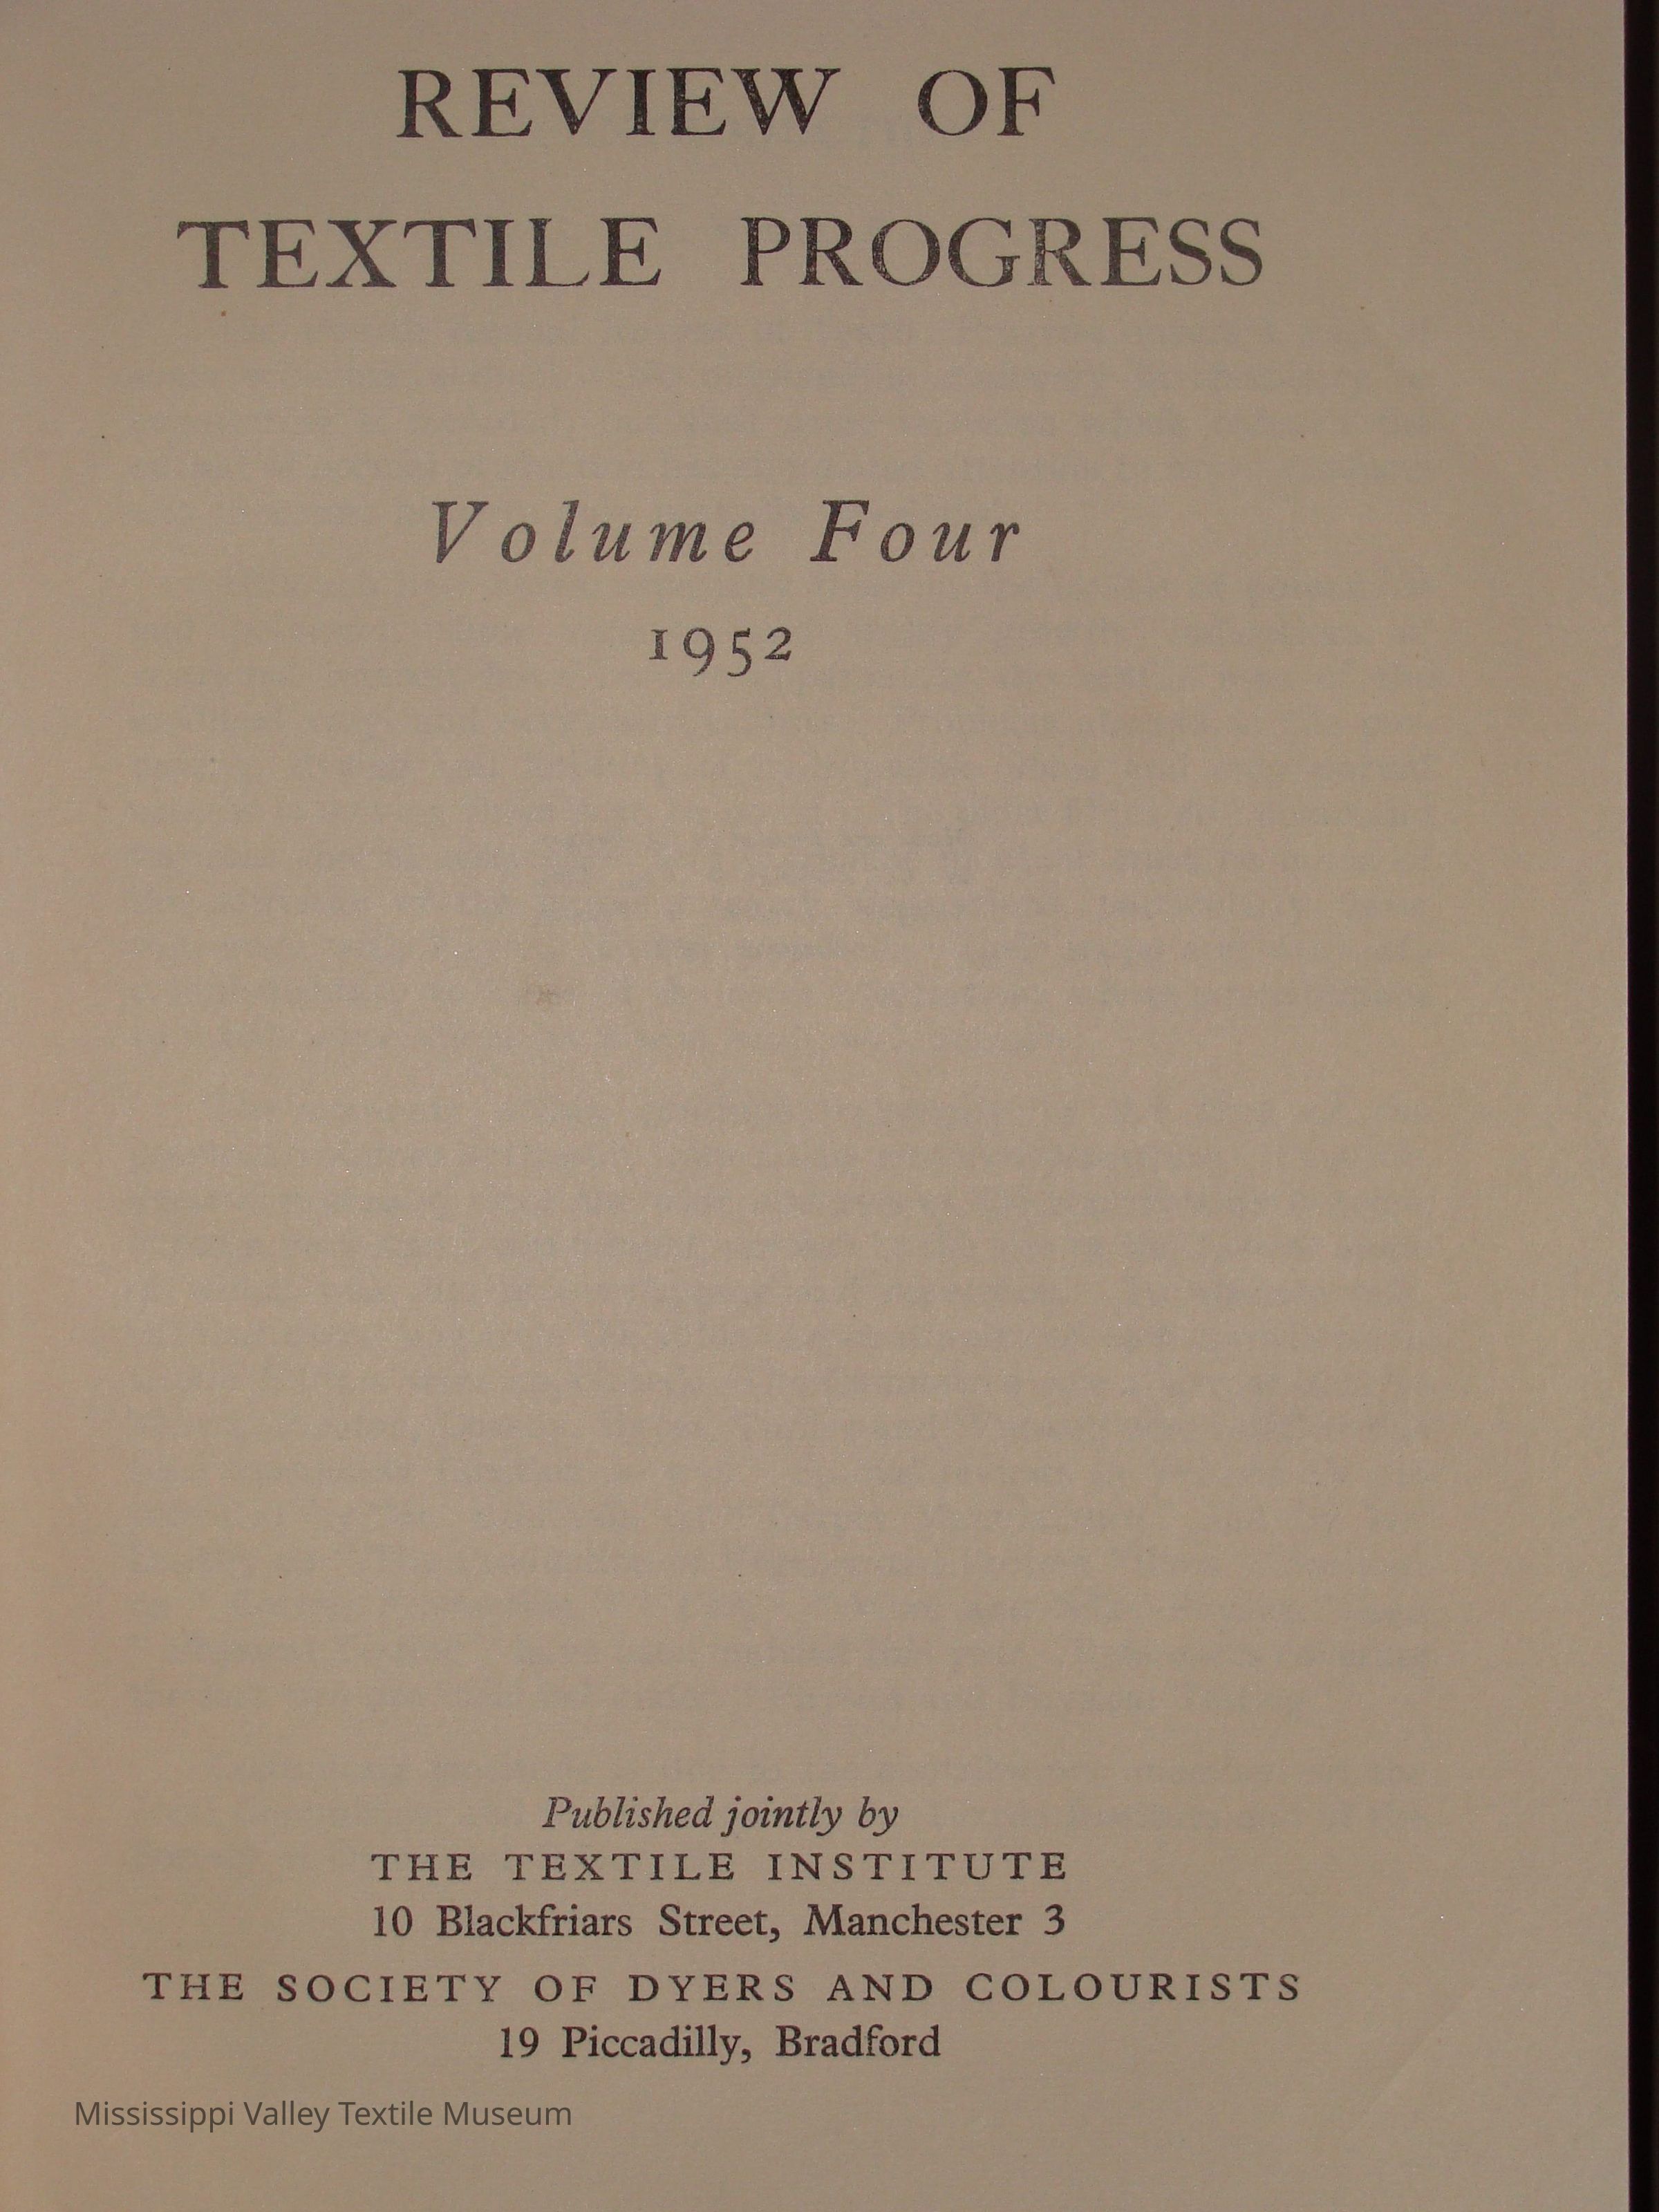 REVIEW OF
TEXTILE PROGRESS
Volume Four
1952
Published jointly by
THE TEXTILE INSTITUTE
10 Blackfriars Street, Manchester 3
THE SOCIETY OF DYERS AND COLOURISTS
19 Piccadilly, Bradford
Mississippi Valley Textile Museum